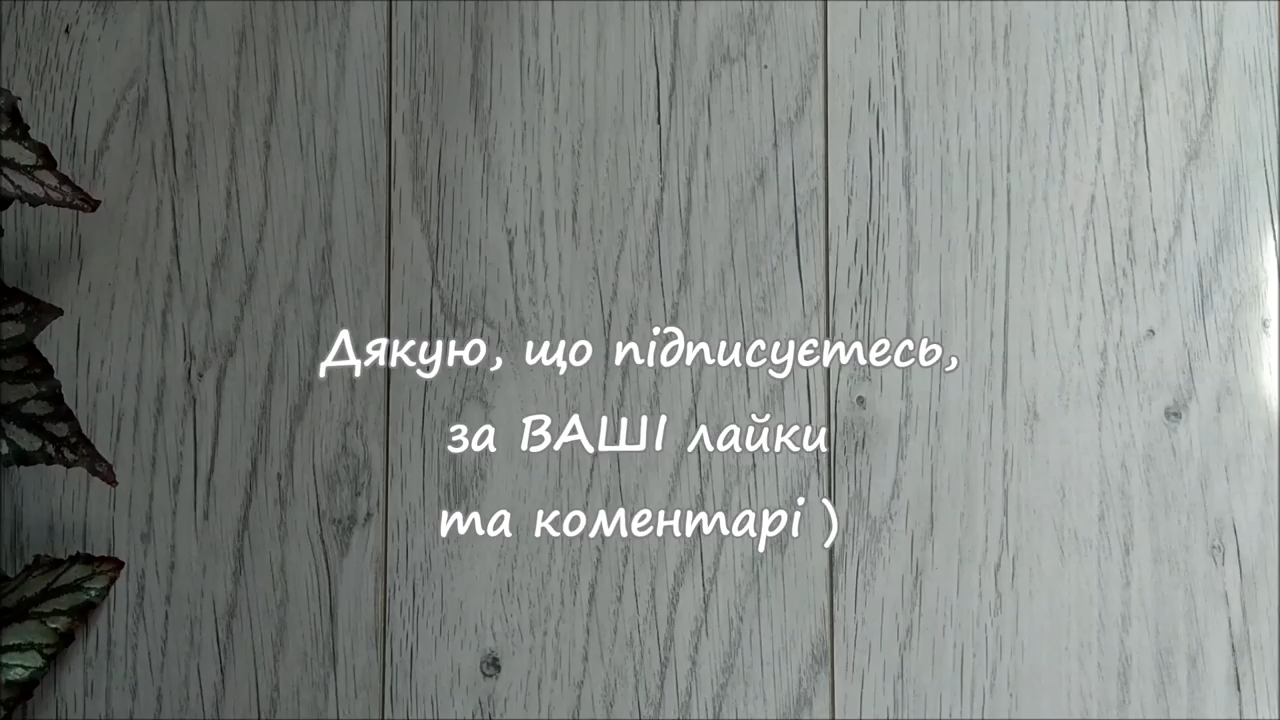 Дякую, що підписуєтесь,
за ВАШІ лайки
та коментарі )